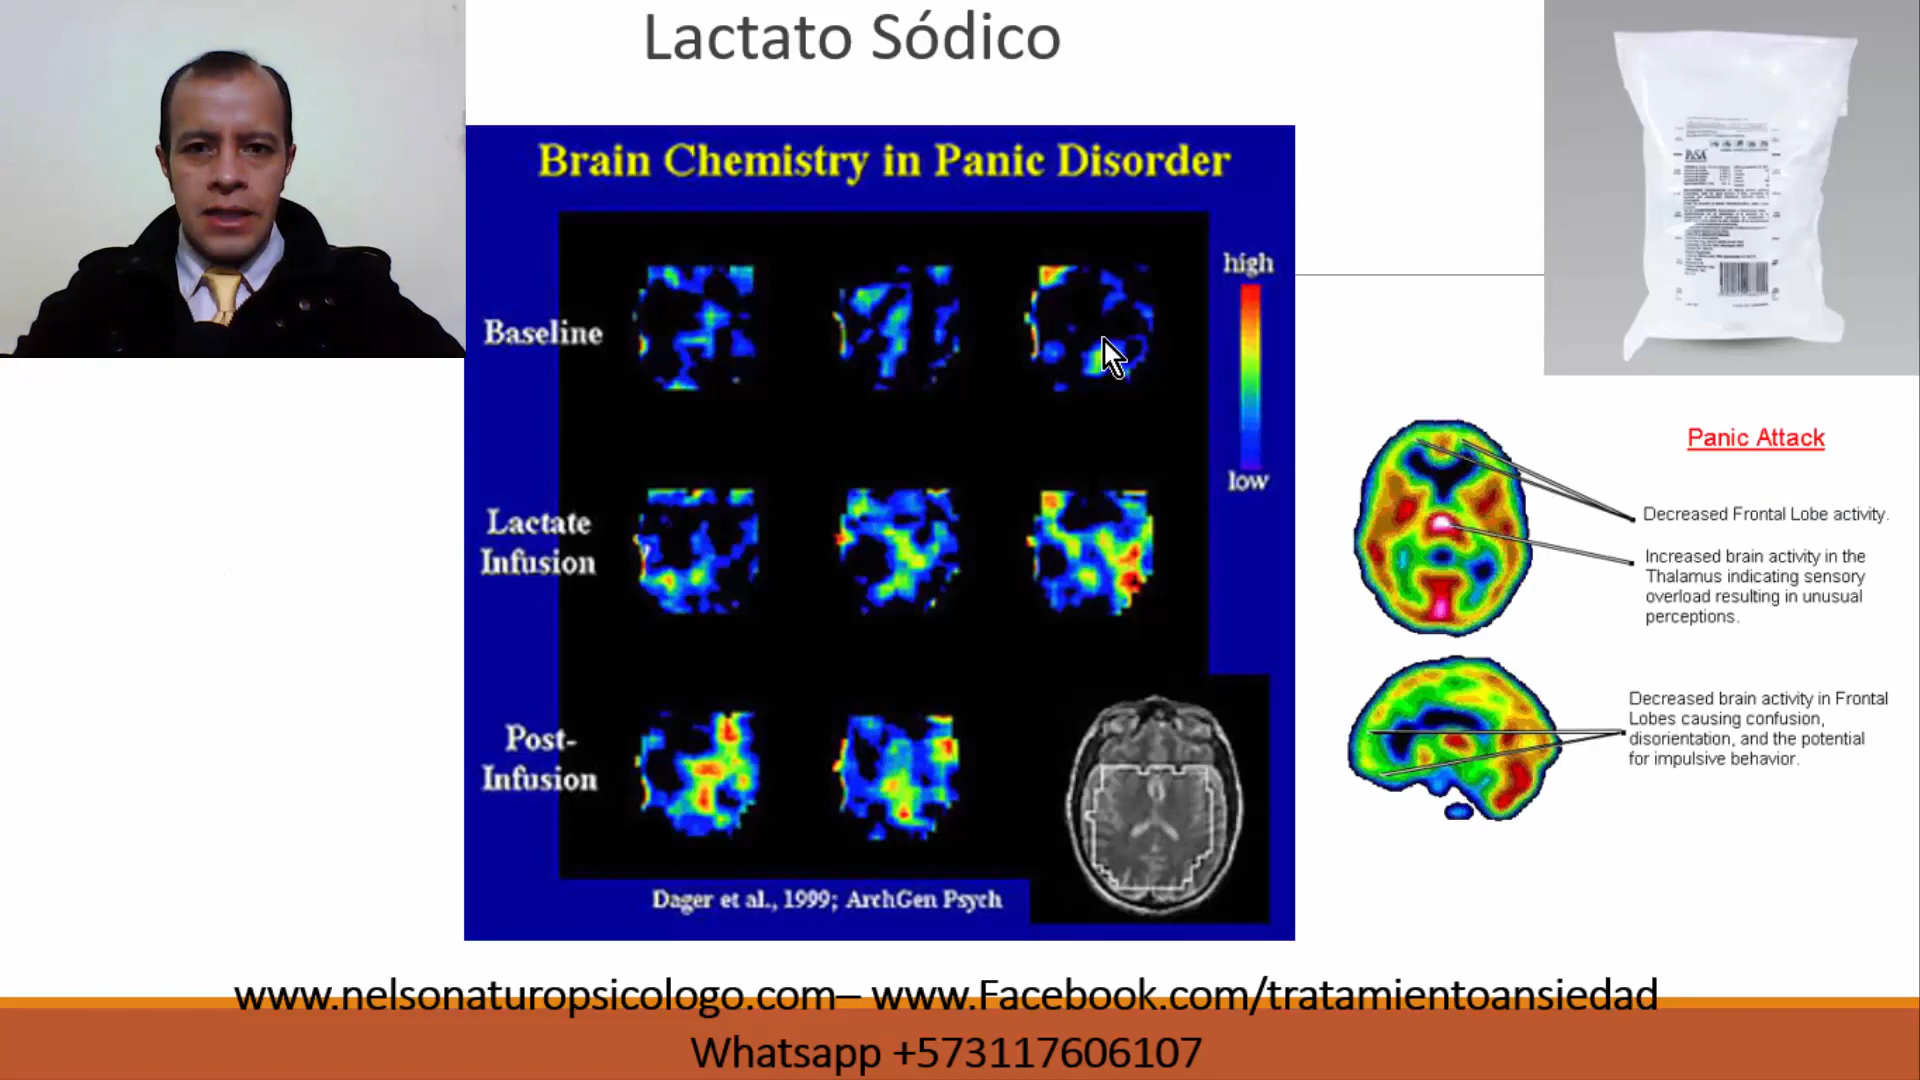 Lactato Sódico
Brain Chemistry in Panic Disorder
high
low
Baseline
Lactate
Infusion
Post-
Infusion
Dager et al., 1999; ArchGen Psych
PiSA
Panic Attack
Decreased Frontal Lobe activity.
Increased brain activity in the
Thalamus indicating sensory
overload resulting in unusual
perceptions.
Decreased brain activity in Frontal
Lobes causing confusion,
disorientation, and the potential
for impulsive behavior.
www.nelsonaturopsicologo.com– www.Facebook.com/tratamientoansiedad
Whatsapp +573117606107